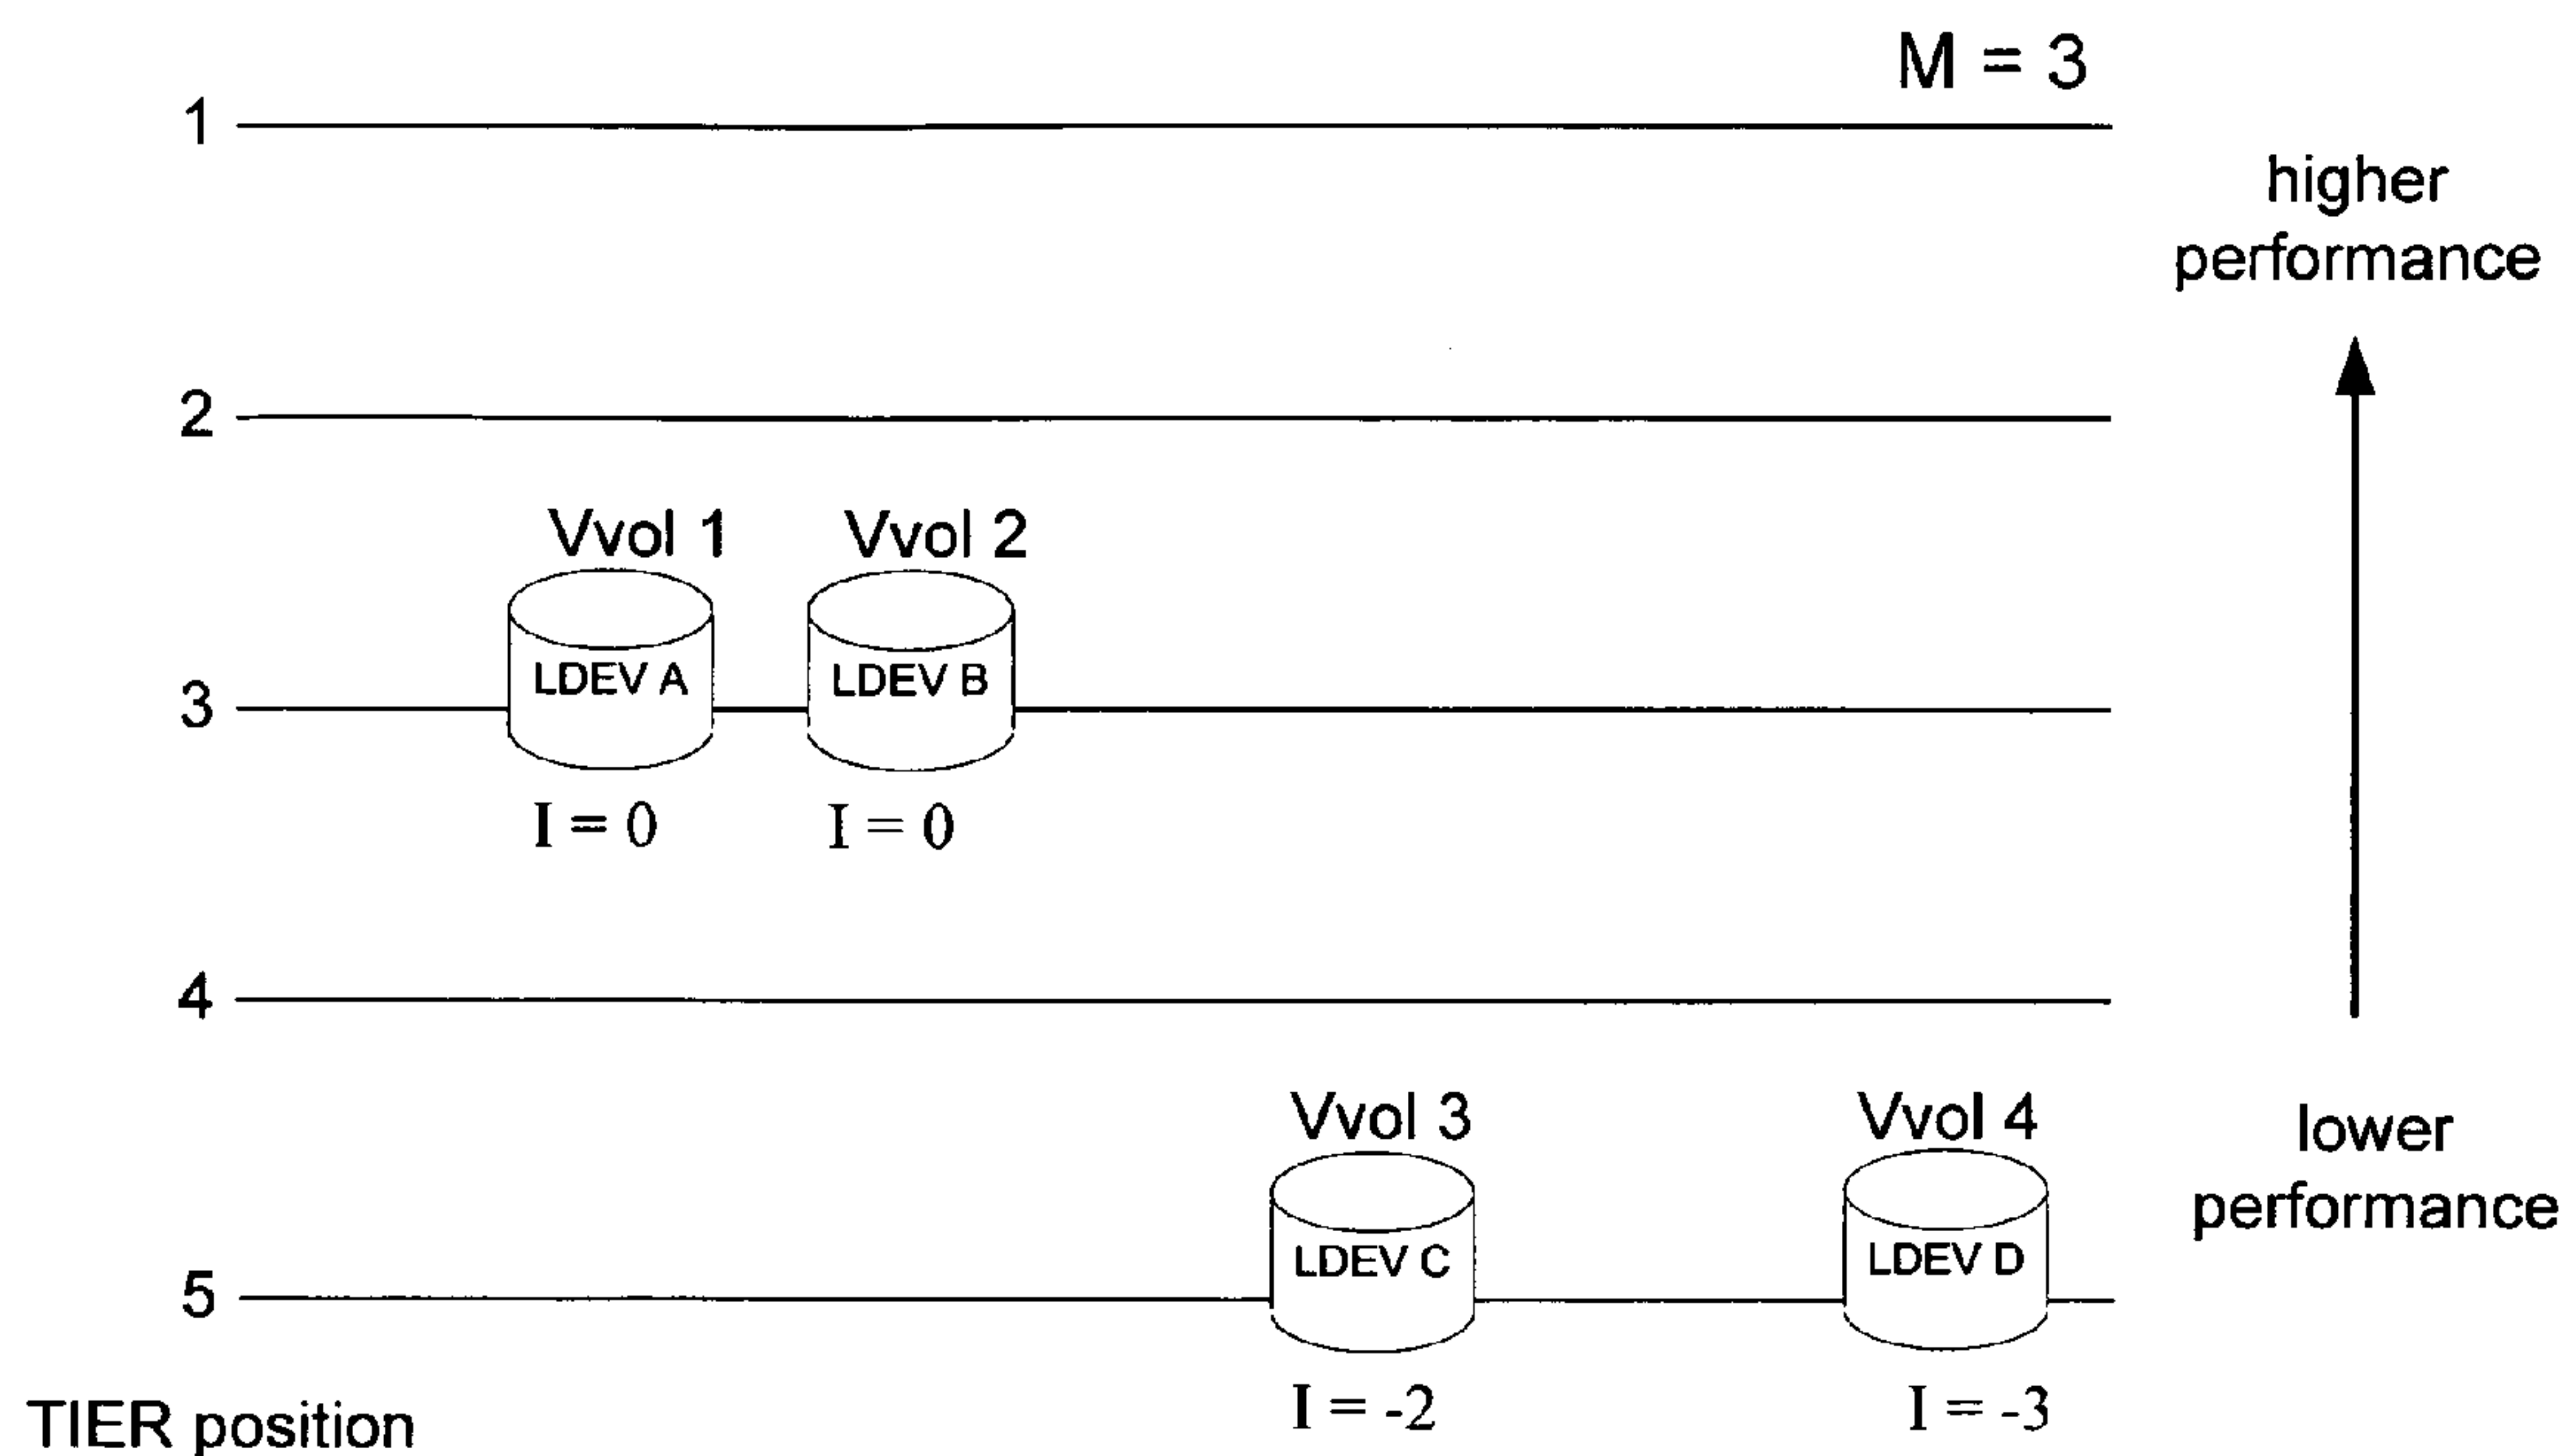 M = 3
1
higher
performance
2
Vvol 1 Vvol 2
LDEV A LDEV B
3
I = 0 I = 0
4
Vvol 3 Vvol 4
lower
performance
LDEV C LDEV D
5
I = -2 I = -3
TIER position